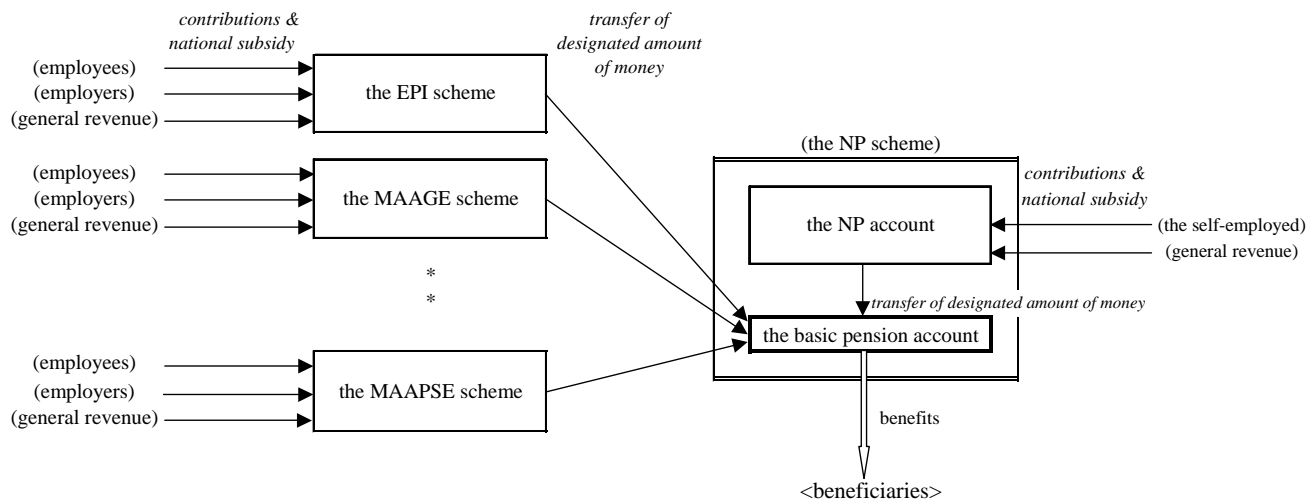 contributions &
national subsidy
transfer of
designated amount
of money
(employees)
(employers)
(general revenue)
the EPI scheme
(employees)
(employers)
(general revenue)
the MAAGE scheme
*
*
(employees)
(employers)
(general revenue)
the MAAPSE scheme
(the NP scheme)
the NP account
contributions &
national subsidy
(the self-employed)
(general revenue)
transfer of designated amount of money
the basic pension account
benefits
<beneficiaries>